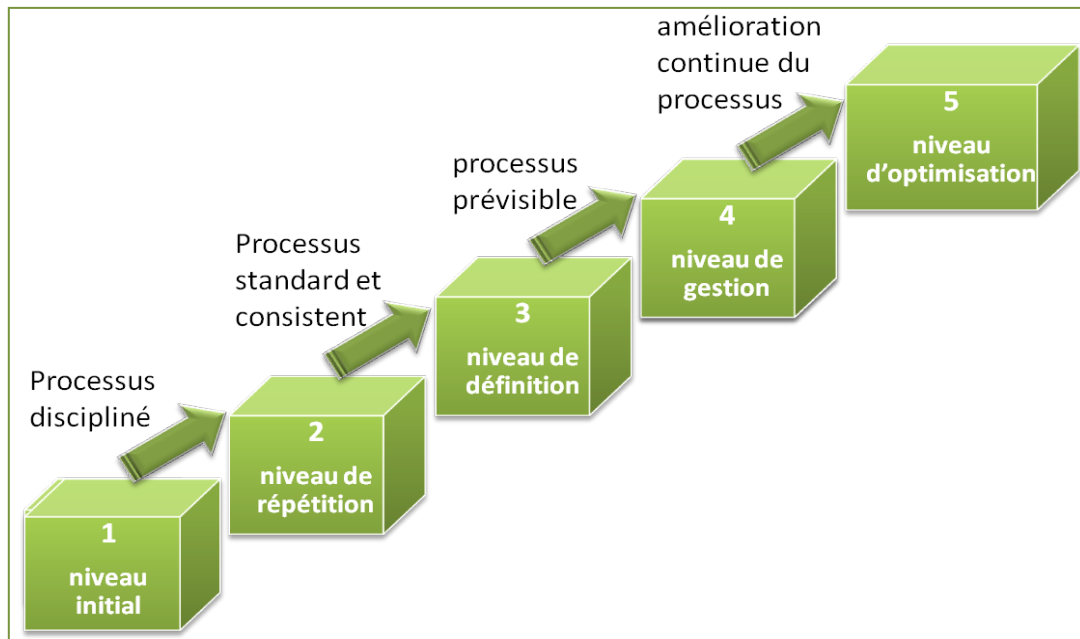 amélioration
continue du
processus
5
niveau
d’optimisation
processus
prévisible
4
niveau de
gestion
Processus
standard et
consistent
3
niveau de
définition
Processus
discipliné
2
niveau de
répétition
1
niveau
initial